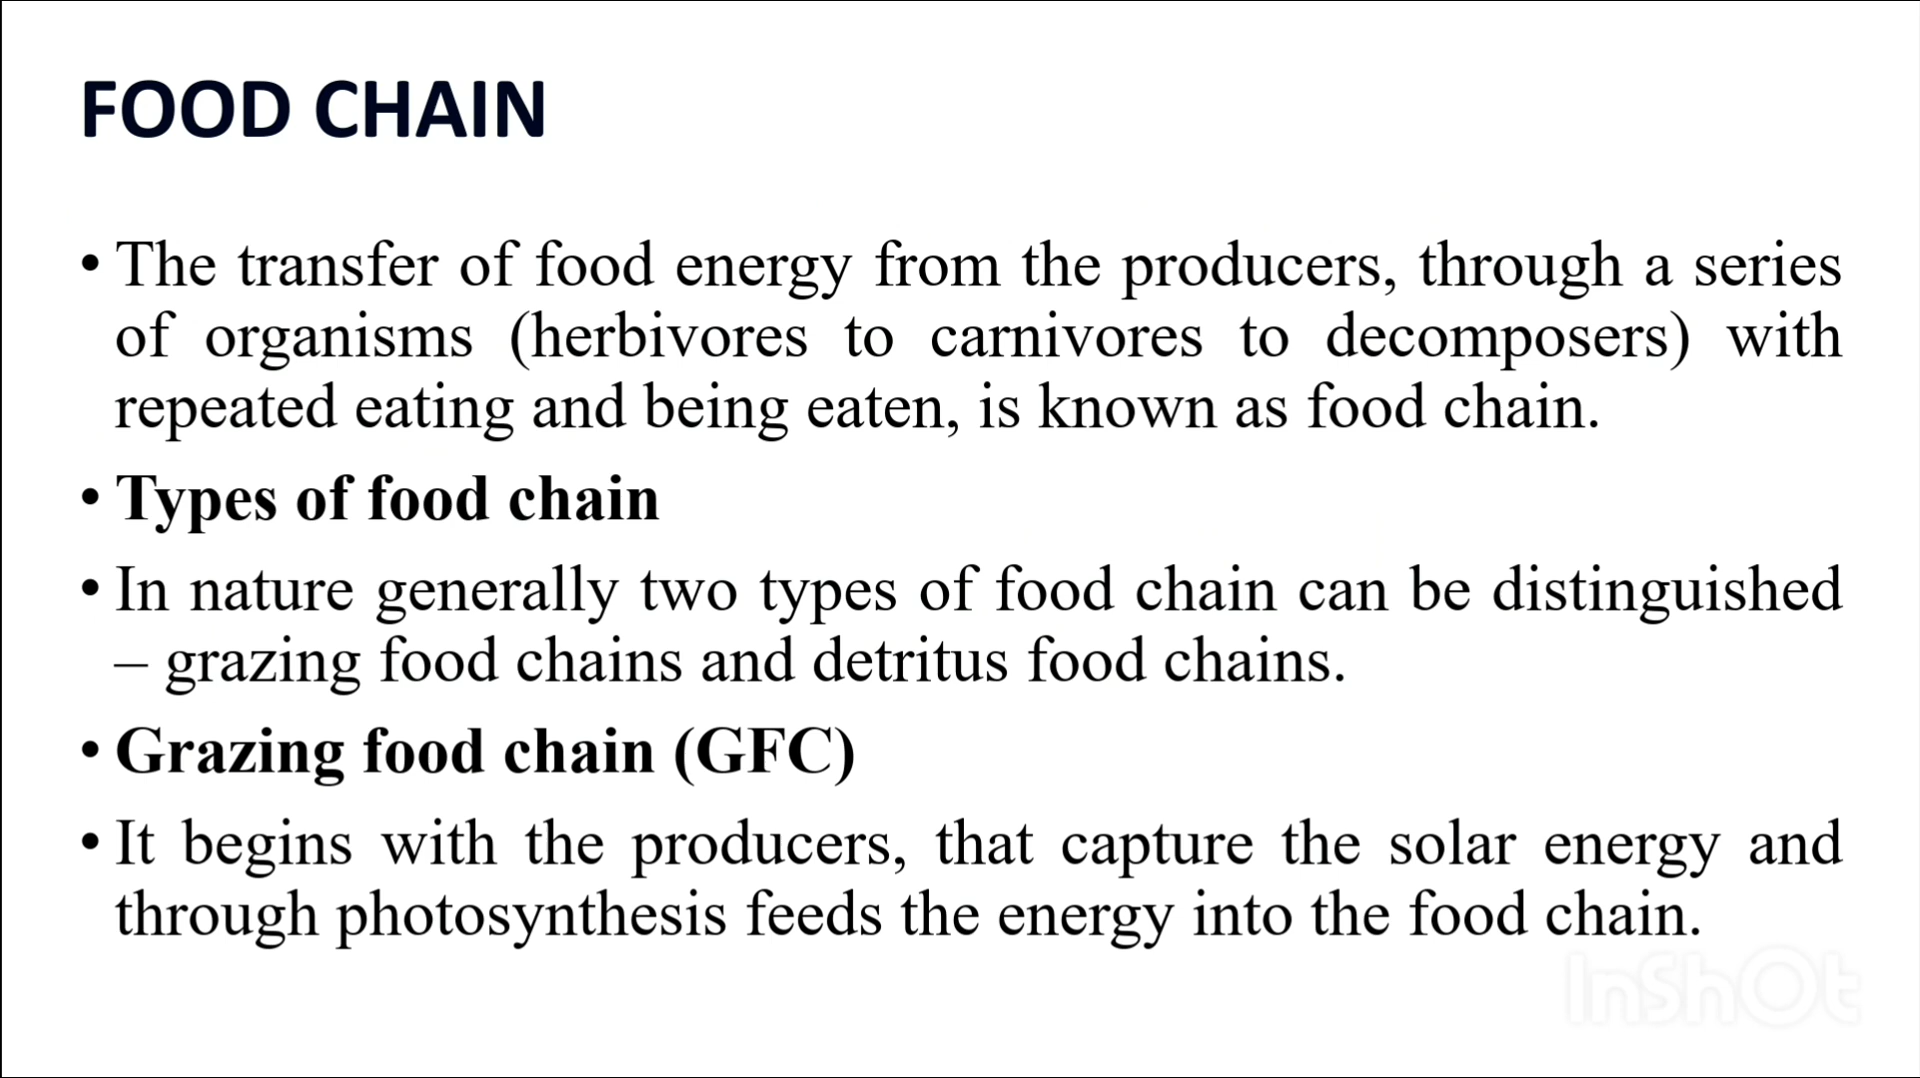 FOOD CHAIN
• The transfer of food energy from the producers, through a series
of organisms (herbivores to carnivores to decomposers) with
repeated eating and being eaten, is known as food chain.
• Types of food chain
• In nature generally two types of food chain can be distinguished
– grazing food chains and detritus food chains.
• Grazing food chain (GFC)
• It begins with the producers, that capture the solar energy and
through photosynthesis feeds the energy into the food chain.
InShOt